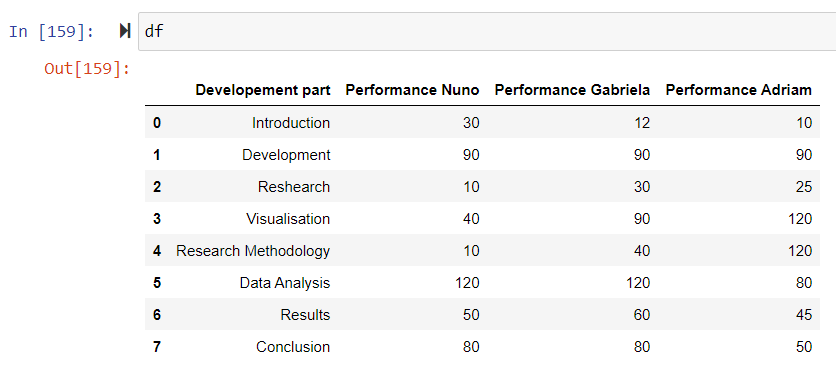 In [159]: df
Out[159]:
Developement part Performance Nuno Performance Gabriela Performance Adriam
0 Introduction 30 12 10
1 Development 90 90 90
2 Reshearch 10 30 25
3 Visualisation 40 90 120
4 Research Methodology 10 40 120
5 Data Analysis 120 120 80
6 Results 50 60 45
7 Conclusion 80 80 50